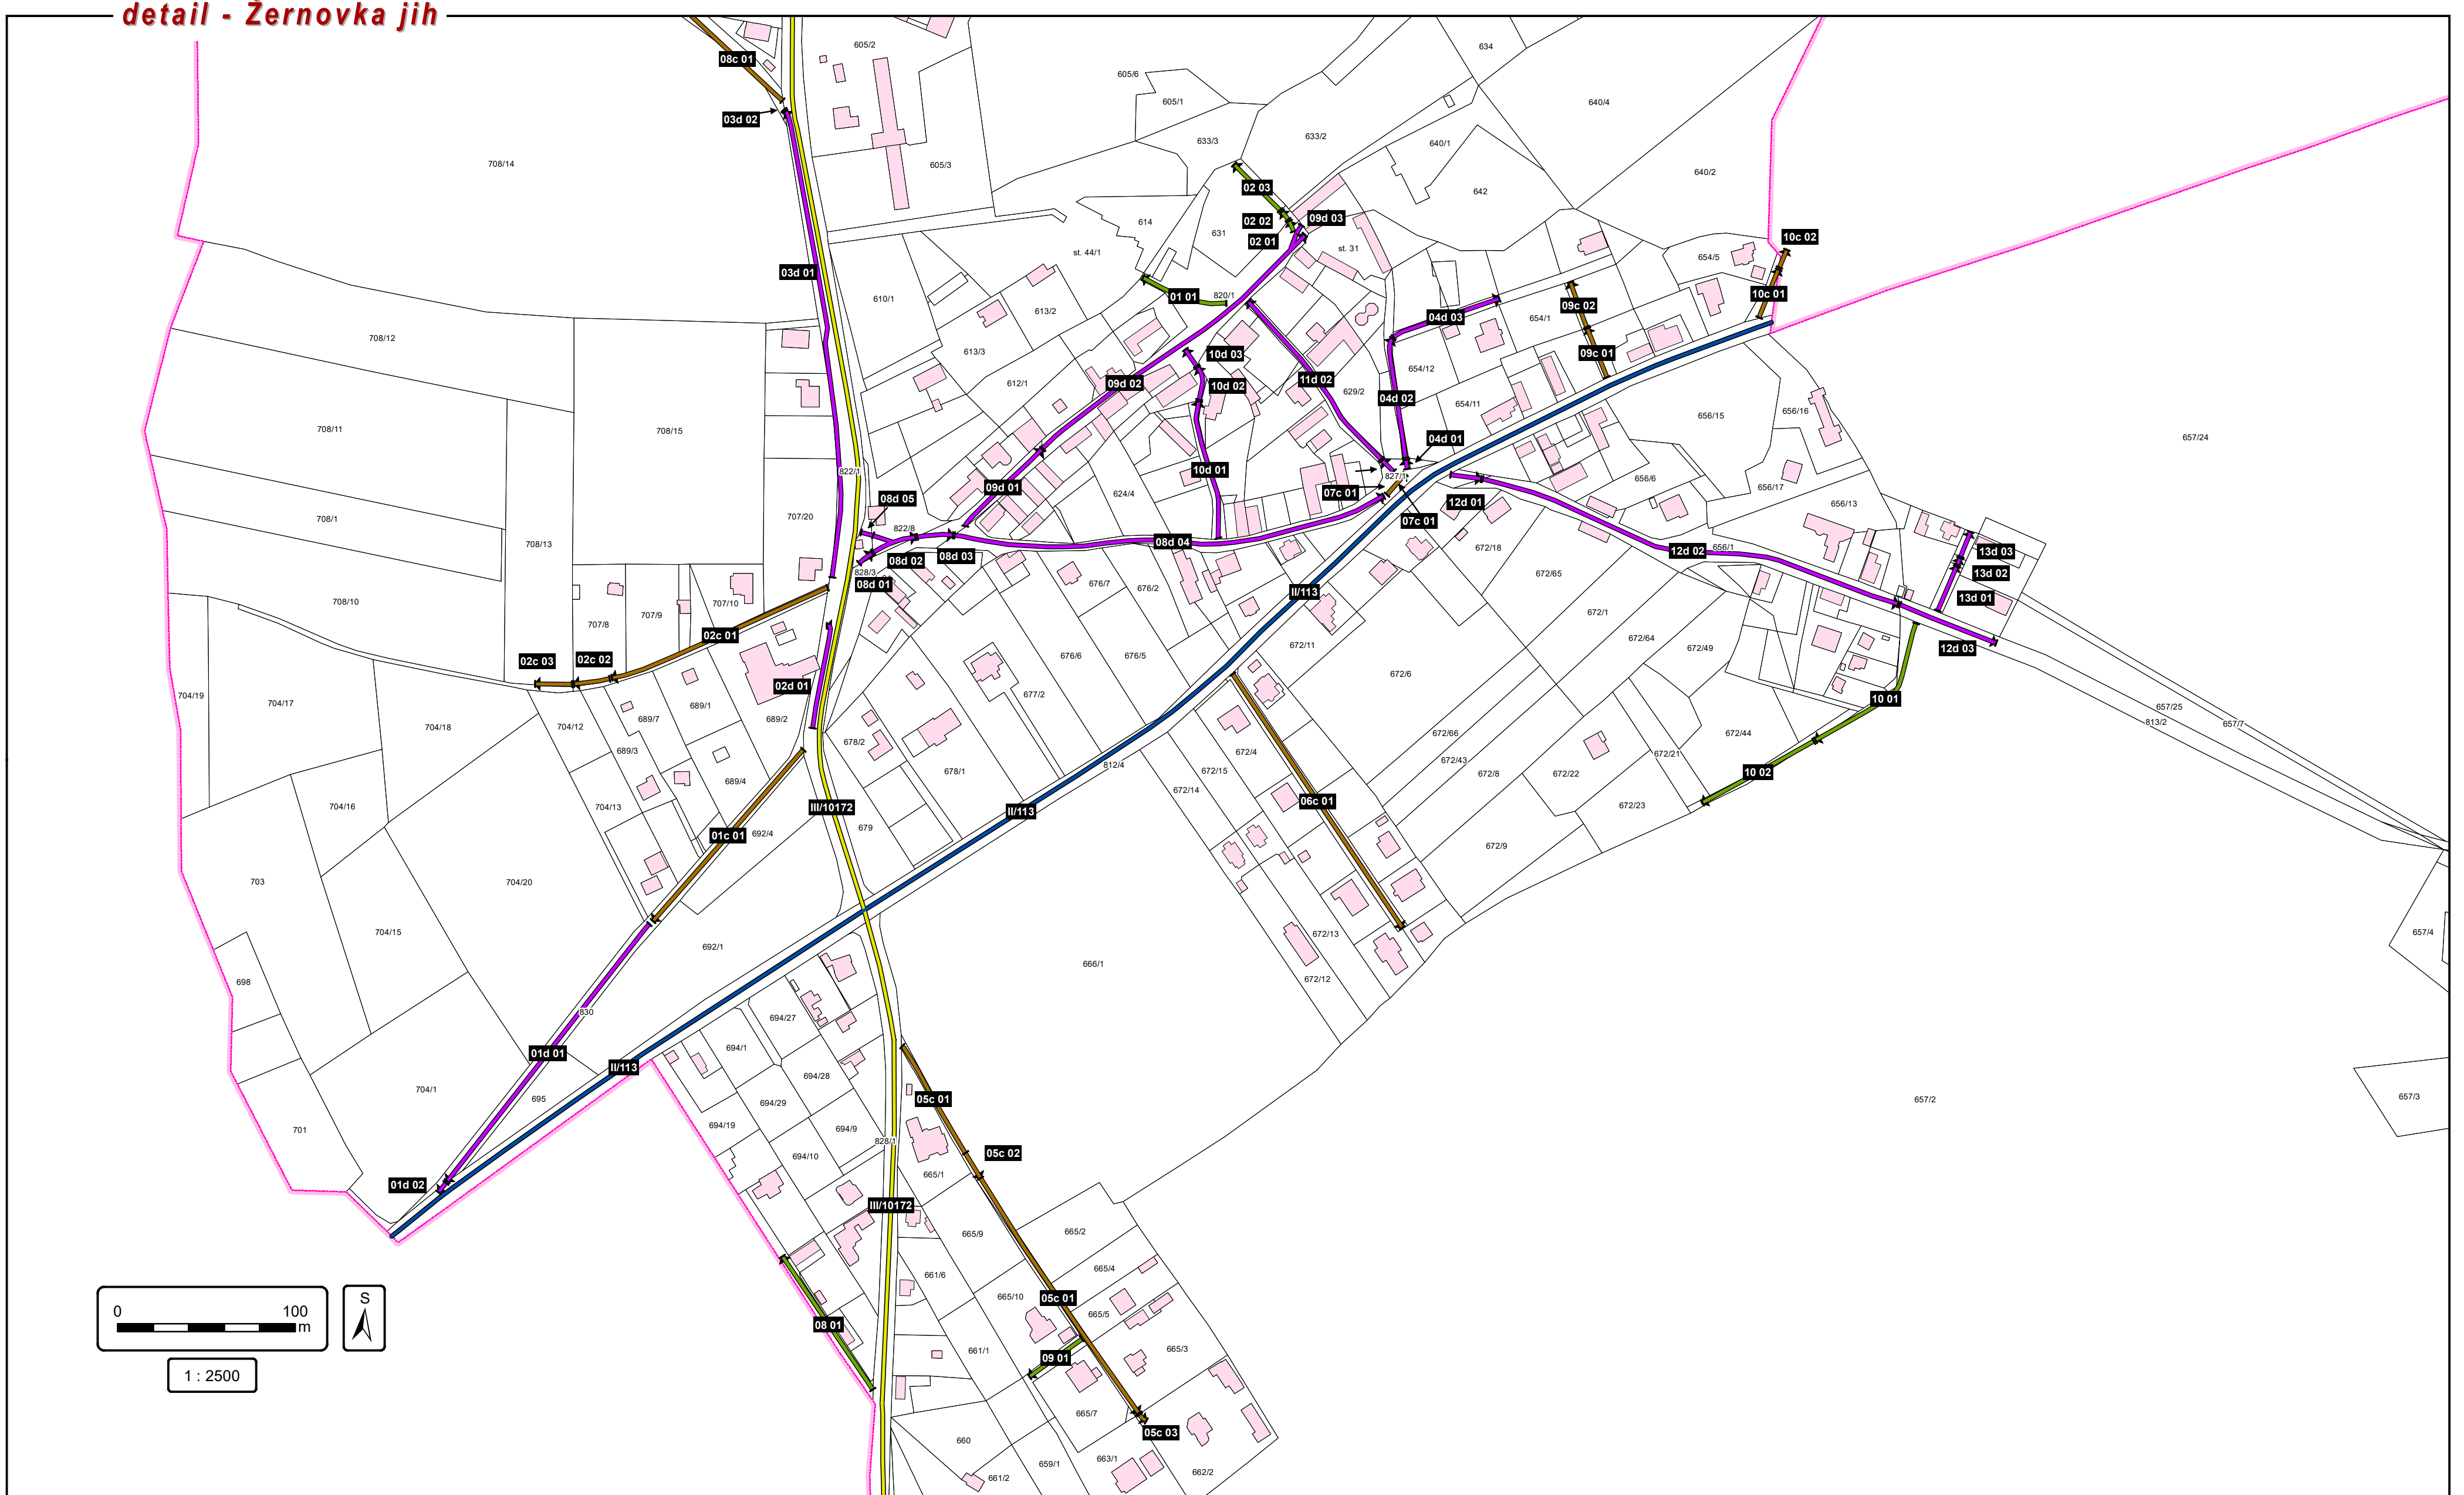 detail - Žernovka jih
605/2
634
08c 01
605/6
605/1
640/4
03d 02
633/3
633/2
640/1
708/14
605/3
640/2
02 03
642
614
02 02
09d 03
631
02 01
10c 02
st. 44/1
st. 31
654/5
03d 01
01 01
820/1
10c 01
610/1
613/2
09c 02
04d 03
654/1
708/12
613/3
10d 03
09c 01
612/1
09d 02
10d 02
11d 02
654/12
629/2
04d 02
654/11
656/15
656/16
708/11
708/15
657/24
04d 01
822/1
10d 01
827/1
656/6
09d 01
624/4
07c 01
656/17
08d 05
12d 01
656/13
708/1
707/20
822/8
07c 01
708/13
08d 04
672/18
656/1
12d 02
13d 03
08d 03
08d 02
828/3
08d 01
676/7
676/2
672/65
13d 02
II/113
13d 01
708/10
707/10
707/9
707/8
672/1
02c 01
672/64
672/11
12d 03
672/49
02c 03
02c 02
676/6
676/5
672/6
02d 01
704/19
677/2
10 01
704/17
689/1
657/25
704/18
704/12
689/7
689/2
813/2
657/7
672/66
672/44
678/2
689/3
672/4
672/21
672/43
812/4
672/15
672/8
672/22
678/1
10 02
689/4
672/14
704/16
704/13
III/10172
06c 01
672/23
II/113
01c 01
692/4
679
672/9
703
704/20
704/15
672/13
657/4
692/1
666/1
672/12
698
830
694/27
694/1
01d 01
II/113
694/28
704/1
695
694/29
05c 01
657/2
657/3
694/19
694/9
701
828/1
694/10
05c 02
665/1
01d 02
III/10172
665/9
665/2
665/4
661/6
665/10
05c 01
S
0
100
m
665/5
08 01
661/1
665/3
09 01
1 : 2500
665/7
05c 03
660
663/1
659/1
662/2
661/2